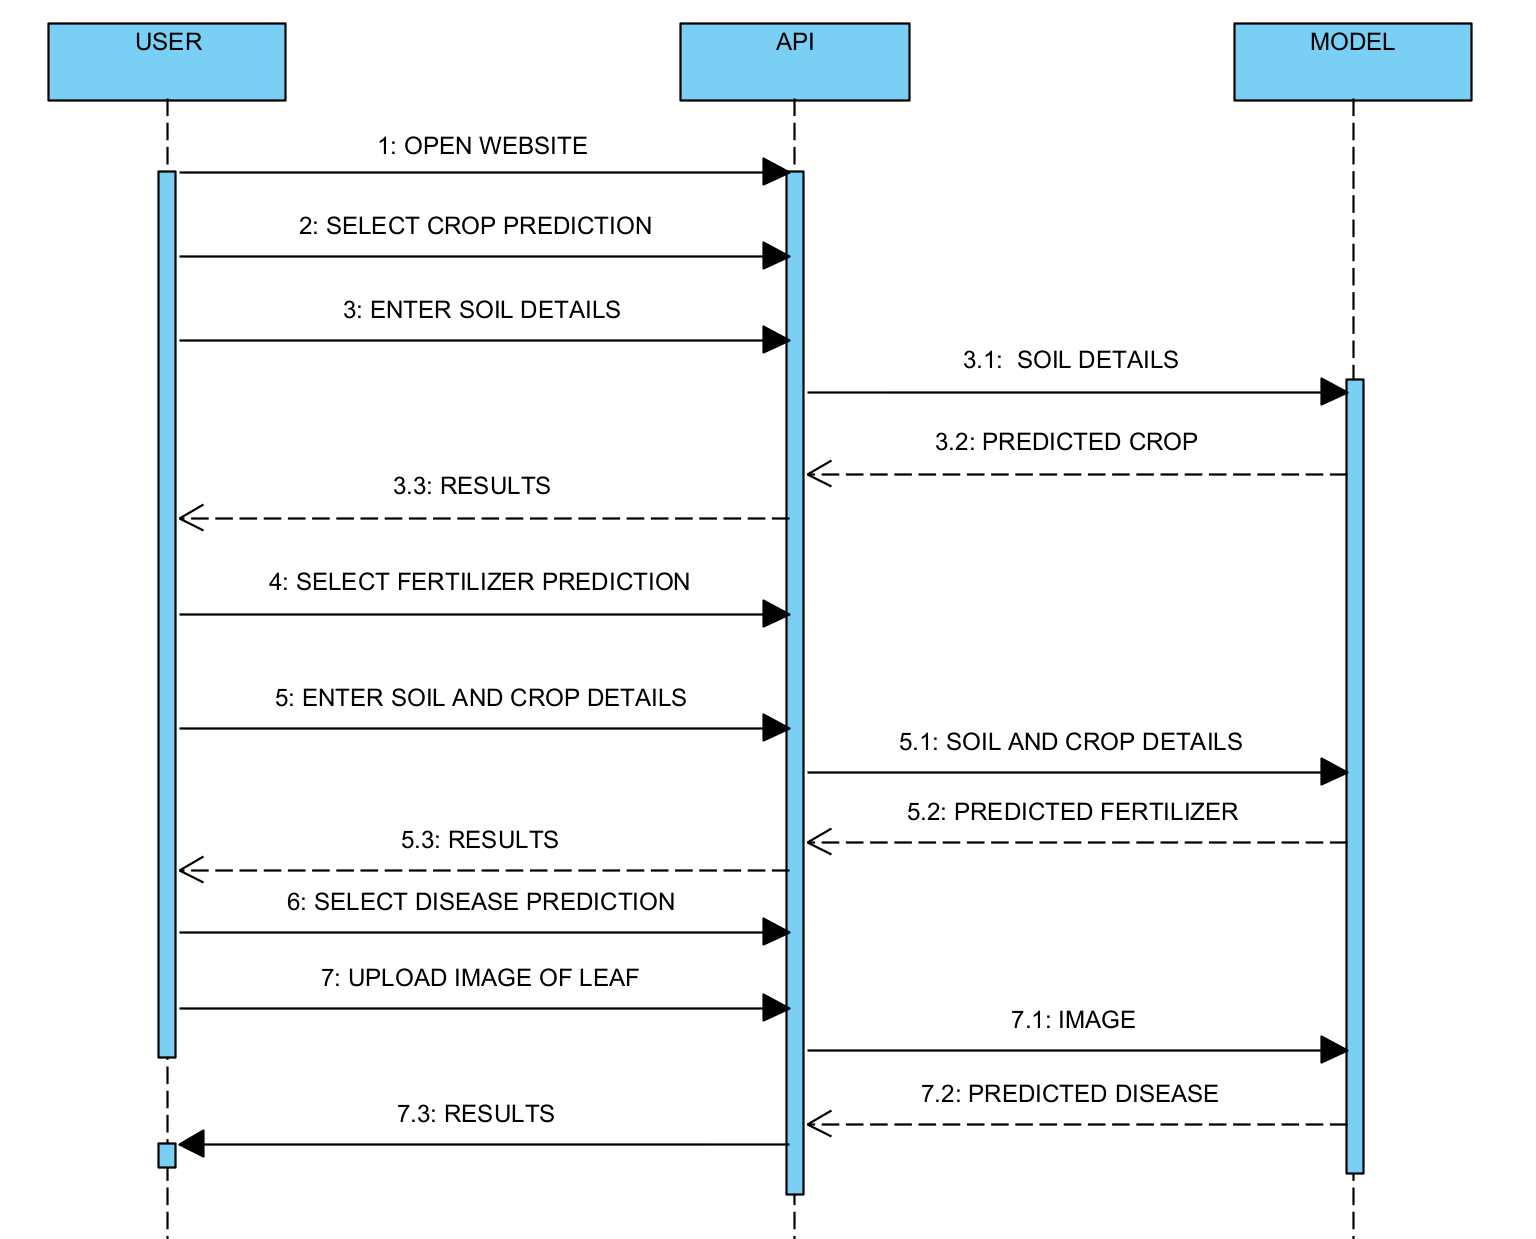 USER
API
MODEL
1: OPEN WEBSITE
2: SELECT CROP PREDICTION
3: ENTER SOIL DETAILS
3.1:  SOIL DETAILS
3.2: PREDICTED CROP
3.3: RESULTS
4: SELECT FERTILIZER PREDICTION
5: ENTER SOIL AND CROP DETAILS
5.1: SOIL AND CROP DETAILS
5.2: PREDICTED FERTILIZER
5.3: RESULTS
6: SELECT DISEASE PREDICTION
7: UPLOAD IMAGE OF LEAF
7.1: IMAGE
7.2: PREDICTED DISEASE
7.3: RESULTS